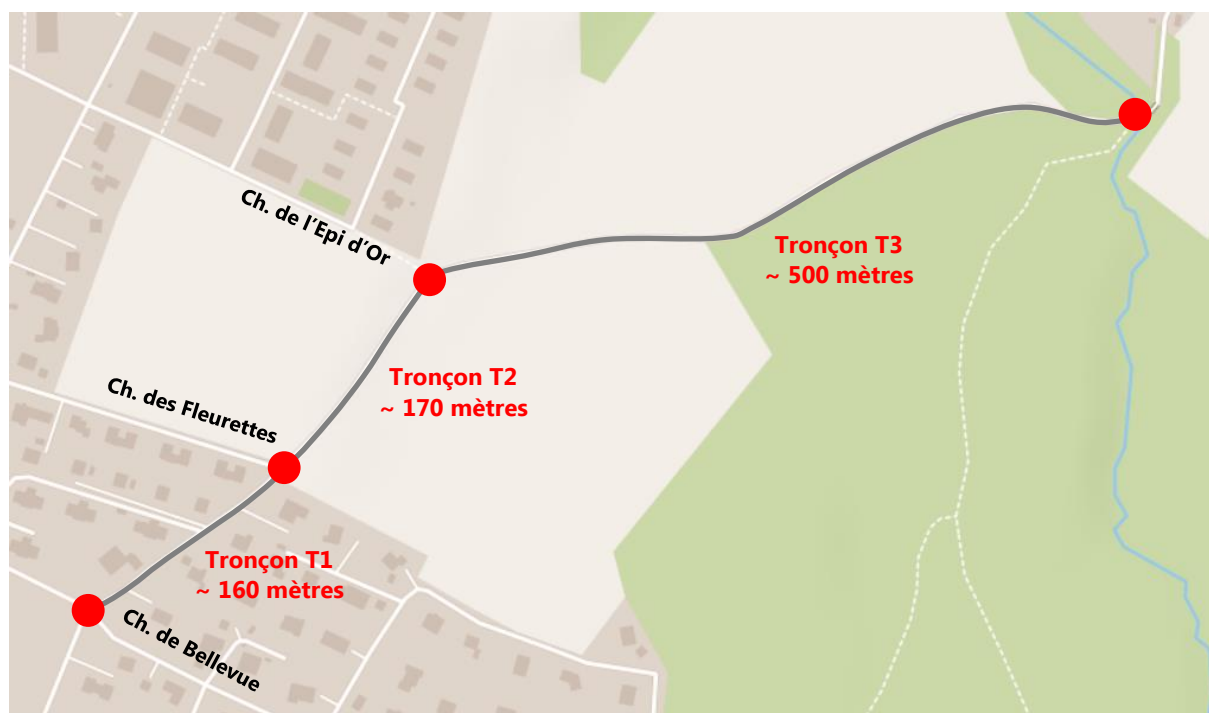 Ch. de l'Epi d'Or
Tronçon T3
~ 500 mètres
Tronçon T2
~ 170 mètres
Ch. des Fleurettes
Tronçon T1
~ 160 mètres
Ch. de Bellevue